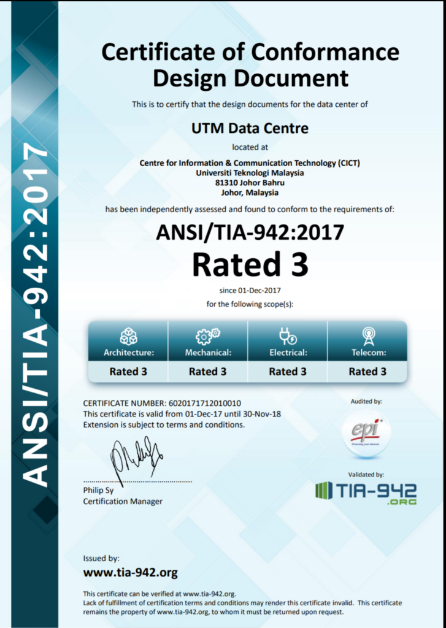 ANSI/TIA-942:2017
Certificate of Conformance
Design Document
This is to certify that the design documents for the data center of
UTM Data Centre
located at
Centre for Information & Communication Technology (CICT)
Universiti Teknologi Malaysia
81310 Johor Bahru
Johor, Malaysia
has been independently assessed and found to conform to the requirements of:
ANSI/TIA-942:2017
Rated 3
since 01-Dec-2017
for the following scope(s):
Architecture: Mechanical: Electrical: Telecom:
Rated 3 Rated 3 Rated 3 Rated 3
CERTIFICATE NUMBER: 6020171712010010
This certificate is valid from 01-Dec-17 until 30-Nov-18
Extension is subject to terms and conditions.
Philip Sy
Certification Manager
Audited by:
epi
Validated by:
TIA-942
.ORG
Issued by:
www.tia-942.org
This certificate can be verified at www.tia-942.org.
Lack of fulfillment of certification terms and conditions may render this certificate invalid. This certificate
remains the property of www.tia-942.org, to whom it must be returned upon request.